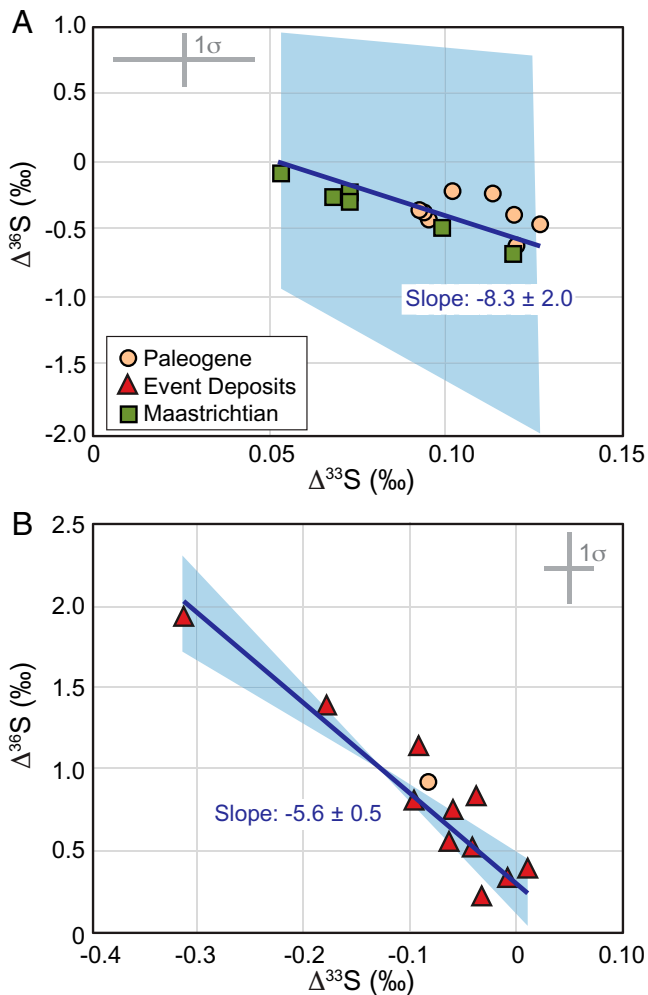 A
1.0
0.5
0
-0.5
-1.0
-1.5
-2.0
Δ³⁶S (‰)
1σ
Slope: -8.3 ± 2.0
Paleogene
Event Deposits
Maastrichtian
0 0.05 0.10 0.15
Δ³³S (‰)
B
2.5
2.0
1.5
1.0
0.5
0
Δ³⁶S (‰)
1σ
Slope: -5.6 ± 0.5
-0.4 -0.3 -0.2 -0.1 0 0.10
Δ³³S (‰)